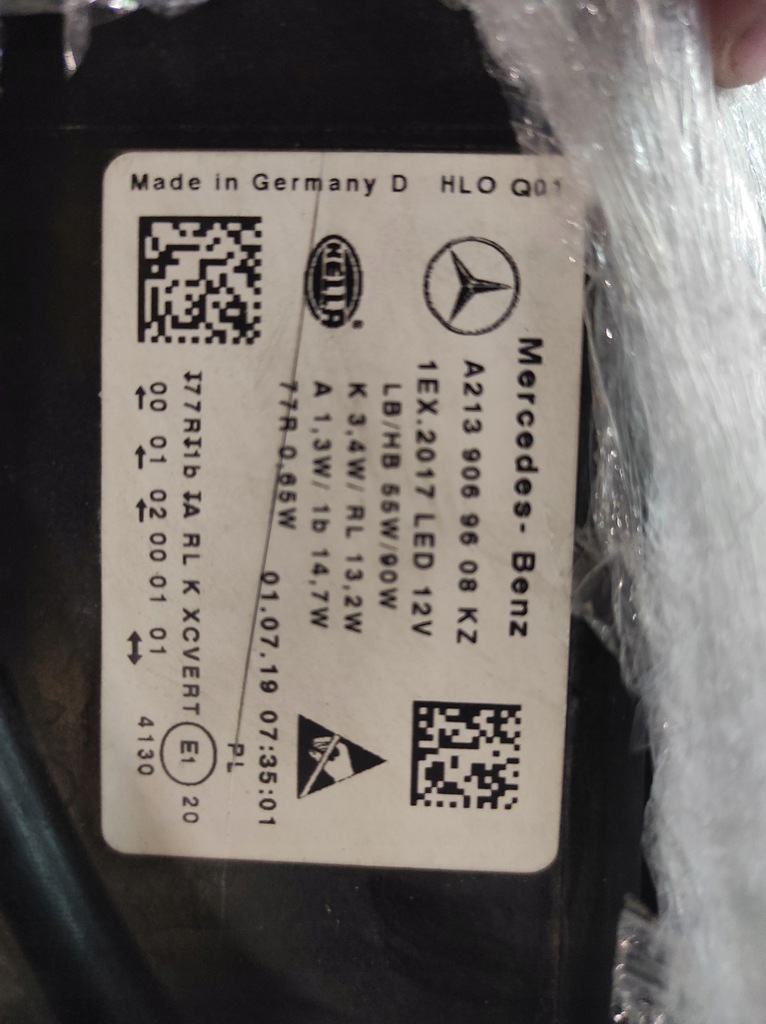 Mercedes-Benz
A213 906 96 08 KZ
1EX.2017 LED 12V
LB/HB 55W/90W
K 3,4W/ RL 13,2W
A 1,3W/ 1b 14,7W
77R 0,65W
HELLA®
01.07.19 07:35:01
PL
I77RI1b IA RL K XCVERT E1 20
00 01 02 00 01 01 4130
Made in Germany D HLO Q01